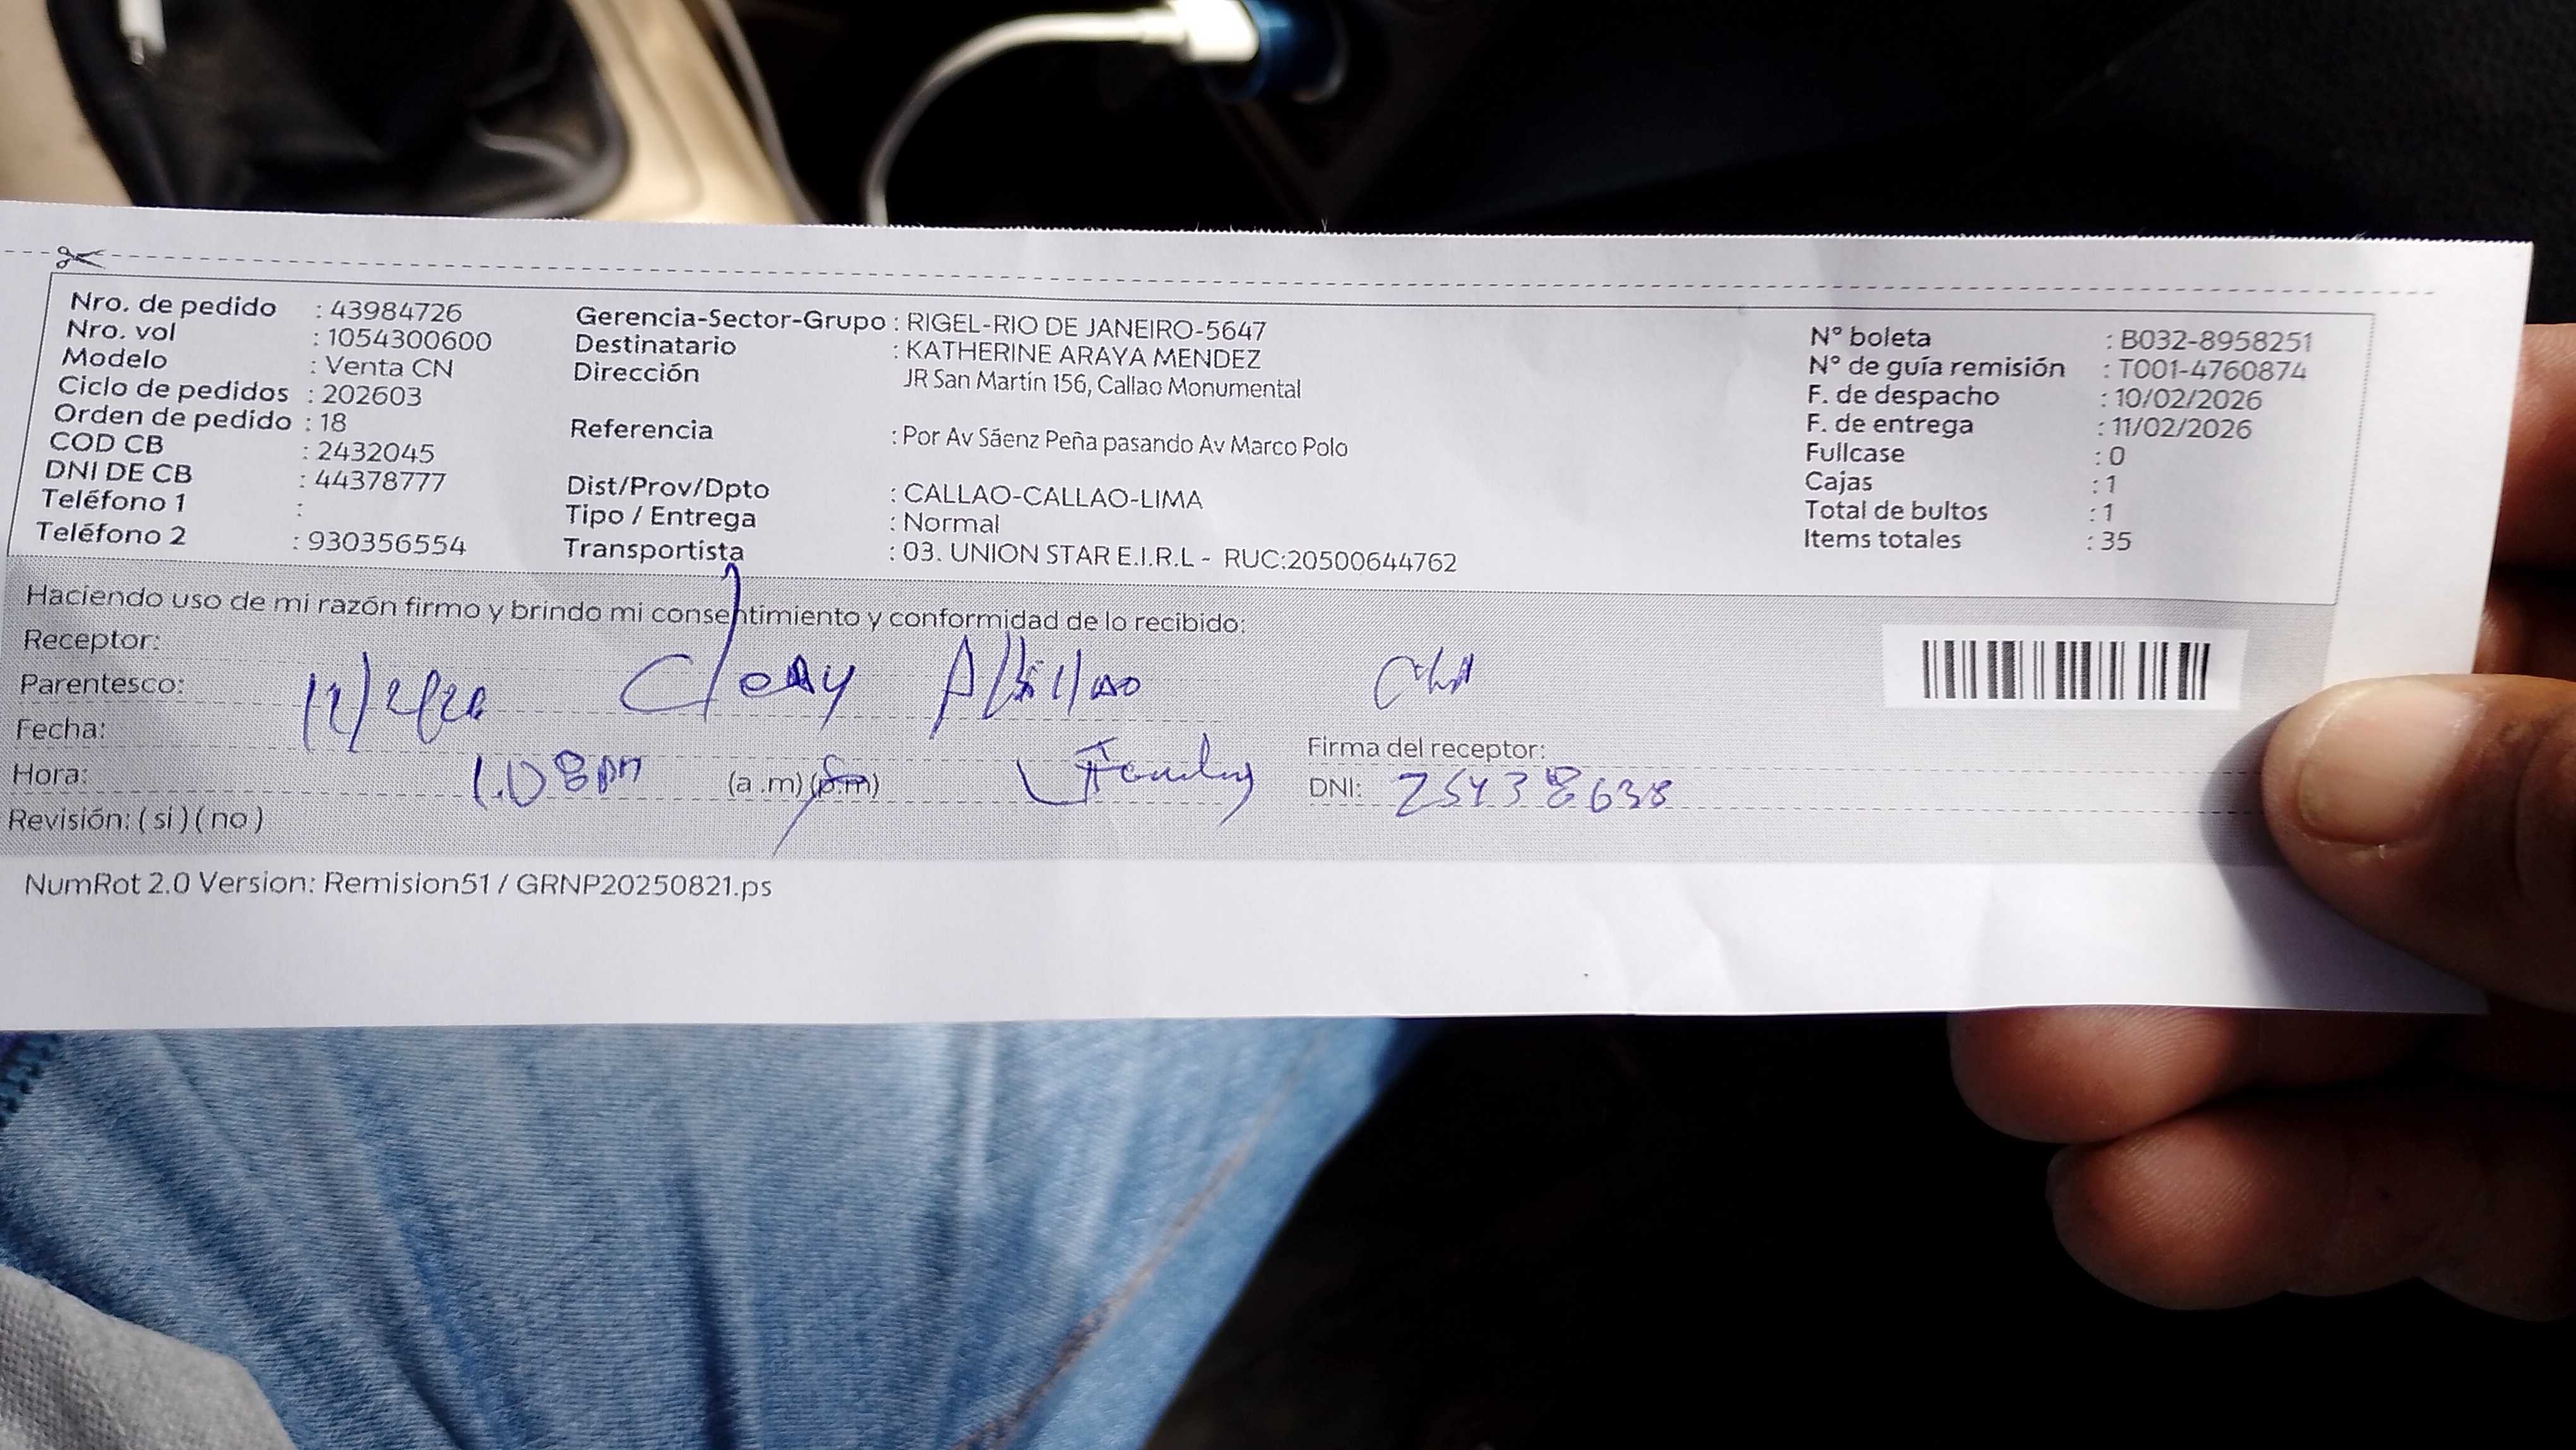 Nro. de pedido : 43984726
Nro. vol : 1054300600
Modelo : Venta CN
Ciclo de pedidos : 202603
Orden de pedido : 18
COD CB : 2432045
DNI DE CB : 44378777
Teléfono 1 :
Teléfono 2 : 930356554
Gerencia-Sector-Grupo : RIGEL-RIO DE JANEIRO-5647
Destinatario : KATHERINE ARAYA MENDEZ
Dirección JR San Martín 156, Callao Monumental
Referencia : Por Av Sáenz Peña pasando Av Marco Polo
Dist/Prov/Dpto : CALLAO-CALLAO-LIMA
Tipo / Entrega : Normal
Transportista : 03. UNION STAR E.I.R.L - RUC:20500644762
N° boleta : B032-8958251
N° de guía remisión : T001-4760874
F. de despacho : 10/02/2026
F. de entrega : 11/02/2026
Fullcase : 0
Cajas : 1
Total de bultos : 1
Items totales : 35
Haciendo uso de mi razón firmo y brindo mi consentimiento y conformidad de lo recibido:
Receptor:
Parentesco:
Fecha:
Hora: 1.08 pm (a .m) (p.m)
Firma del receptor:
DNI: 25438638
Revisión: ( si ) ( no )
NumRot 2.0 Version: Remision51 / GRNP20250821.ps